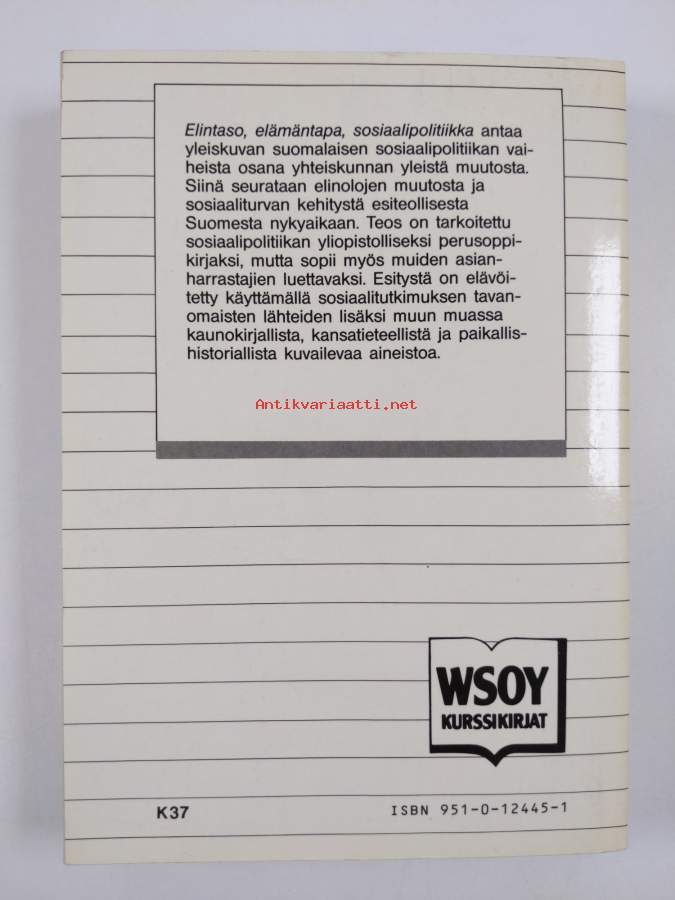 Elintaso, elämäntapa, sosiaalipolitiikka antaa
yleiskuvan suomalaisen sosiaalipolitiikan vai-
heista osana yhteiskunnan yleistä muutosta.
Siinä seurataan elinolojen muutosta ja
sosiaaliturvan kehitystä esiteollisesta
Suomesta nykyaikaan. Teos on tarkoitettu
sosiaalipolitiikan yliopistolliseksi perusoppi-
kirjaksi, mutta sopii myös muiden asian-
harrastajien luettavaksi. Esitystä on elävöi-
tetty käyttämällä sosiaalitutkimuksen tavan-
omaisten lähteiden lisäksi muun muassa
kaunokirjallista, kansatieteellistä ja paikallis-
historiallista kuvailevaa aineistoa.
Antikvariaatti.net
WSOY
KURSSIKIRJAT
K37
ISBN 951-0-12445-1